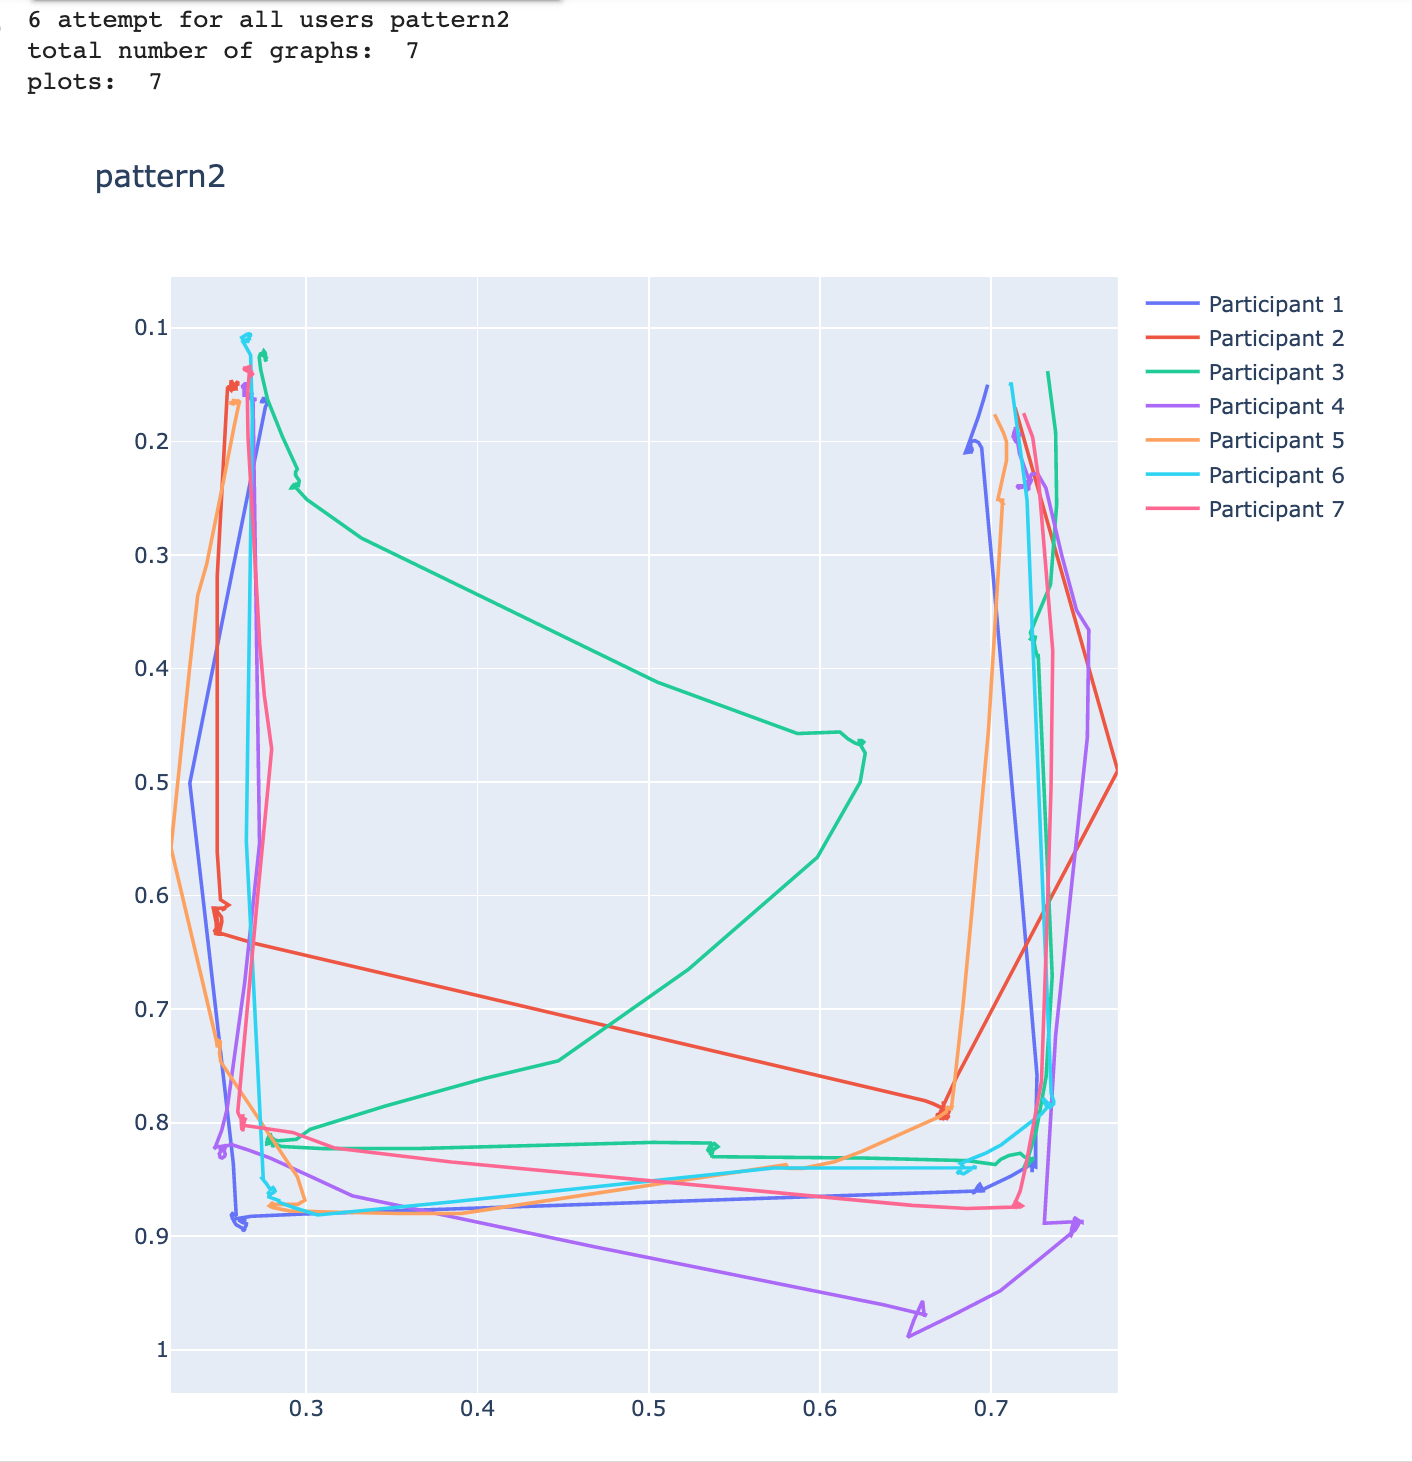 6 attempt for all users pattern2
total number of graphs:  7
plots:  7
pattern2
0.1
0.2
0.3
0.4
0.5
0.6
0.7
0.8
0.9
1
0.3 0.4 0.5 0.6 0.7
Participant 1
Participant 2
Participant 3
Participant 4
Participant 5
Participant 6
Participant 7